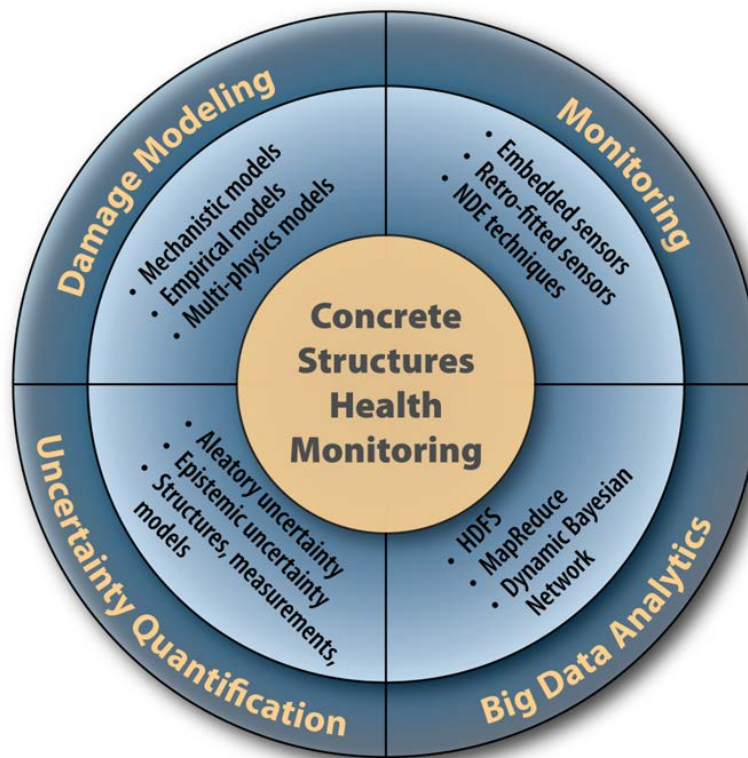 Damage Modeling
• Mechanistic models
• Empirical models
• Multi-physics models
Monitoring
• Embedded sensors
• Retro-fitted sensors
• NDE techniques
Concrete
Structures
Health
Monitoring
Uncertainty Quantification
• Aleatory uncertainty
• Epistemic uncertainty
• Structures, measurements,
models
Big Data Analytics
• HDFS
• MapReduce
• Dynamic Bayesian
Network